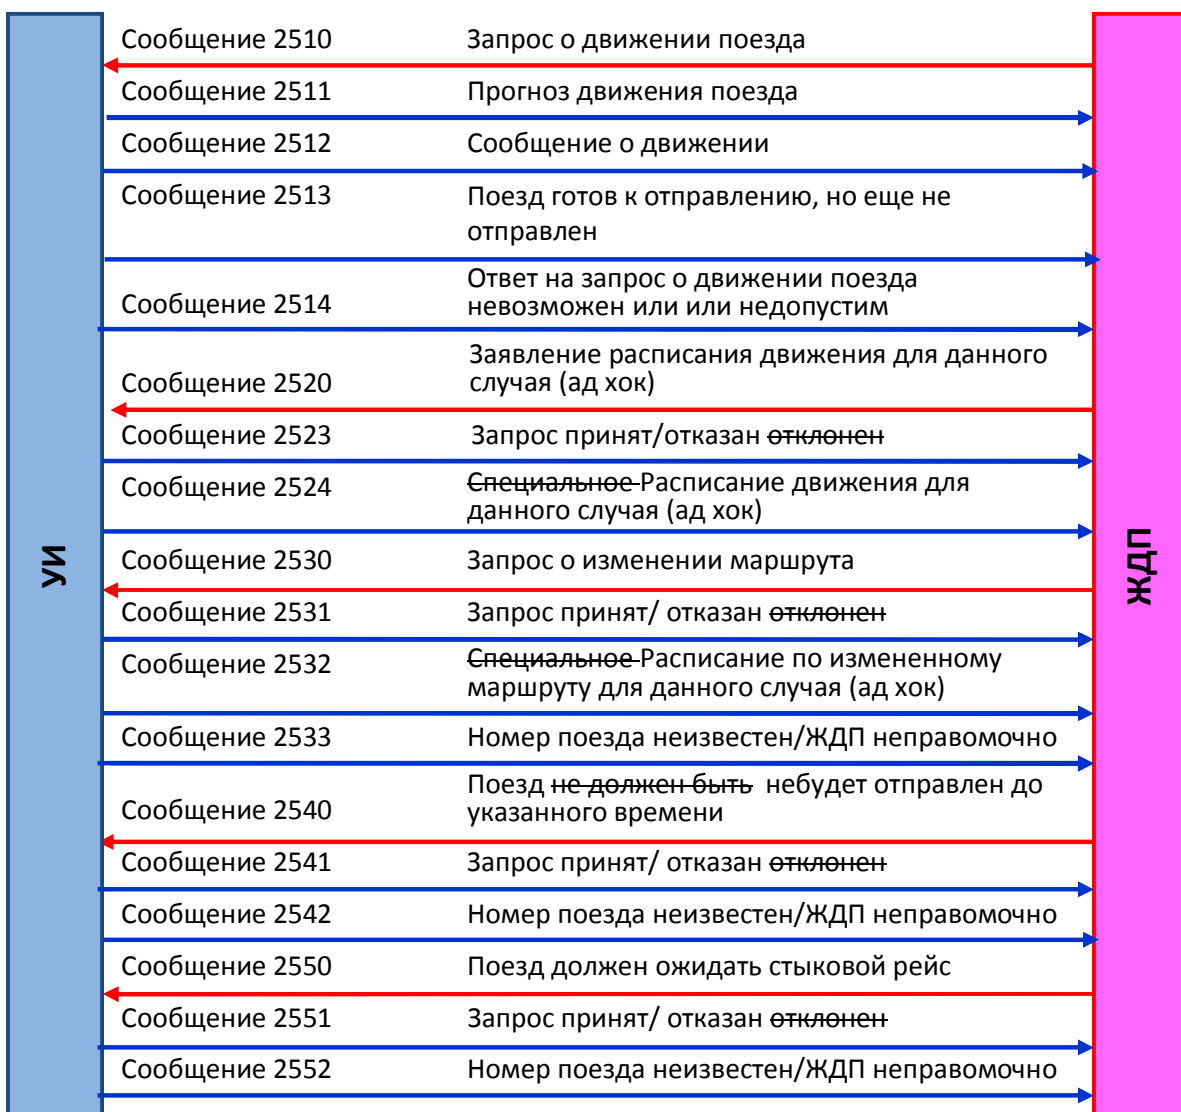 Сообщение 2510 Запрос о движении поезда
Сообщение 2511 Прогноз движения поезда
Сообщение 2512 Сообщение о движении
Сообщение 2513 Поезд готов к отправлению, но еще не
отправлен
Ответ на запрос о движении поезда
Сообщение 2514 невозможен или или недопустим
Заявление расписания движения для данного
Сообщение 2520 случая (ад хок)
Сообщение 2523 Запрос принят/отказан отклонен
Сообщение 2524 Специальное Расписание движения для
данного случая (ад хок)
УИ
ЖДП
Сообщение 2530 Запрос о изменении маршрута
Сообщение 2531 Запрос принят/ отказан отклонен
Сообщение 2532 Специальное Расписание по измененному
маршруту для данного случая (ад хок)
Сообщение 2533 Номер поезда неизвестен/ЖДП неправомочно
Поезд не должен быть небудет отправлен до
Сообщение 2540 указанного времени
Сообщение 2541 Запрос принят/ отказан отклонен
Сообщение 2542 Номер поезда неизвестен/ЖДП неправомочно
Сообщение 2550 Поезд должен ожидать стыковой рейс
Сообщение 2551 Запрос принят/ отказан отклонен
Сообщение 2552 Номер поезда неизвестен/ЖДП неправомочно